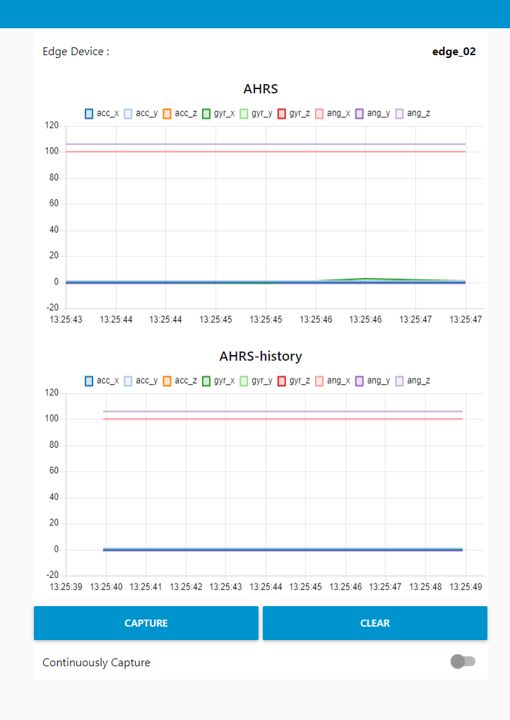 Edge Device : edge_02
AHRS
acc_x acc_y acc_z gyr_x gyr_y gyr_z ang_x ang_y ang_z
120
100
80
60
40
20
0
-20
13:25:43 13:25:44 13:25:44 13:25:45 13:25:45 13:25:46 13:25:46 13:25:47 13:25:47
AHRS-history
acc_x acc_y acc_z gyr_x gyr_y gyr_z ang_x ang_y ang_z
120
100
80
60
40
20
0
-20
13:25:39 13:25:40 13:25:41 13:25:42 13:25:43 13:25:44 13:25:45 13:25:46 13:25:47 13:25:48 13:25:49
CAPTURE CLEAR
Continuously Capture